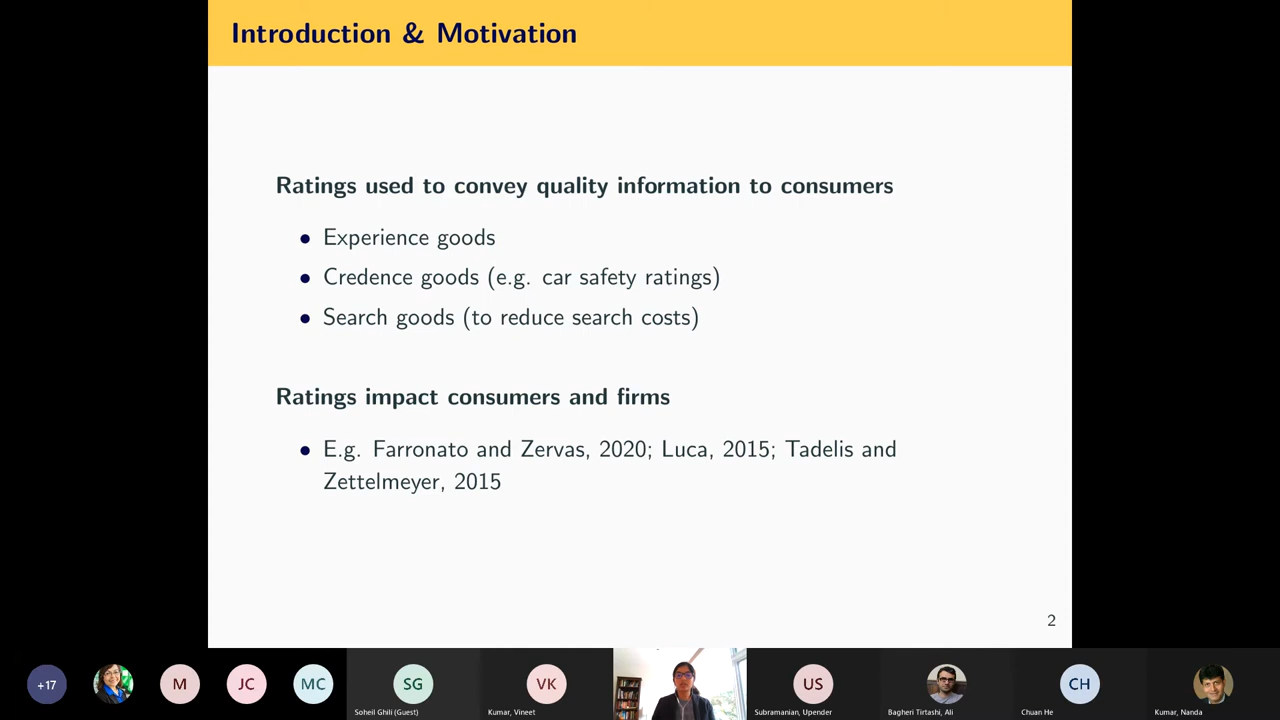 Introduction & Motivation
Ratings used to convey quality information to consumers
• Experience goods
• Credence goods (e.g. car safety ratings)
• Search goods (to reduce search costs)
Ratings impact consumers and firms
• E.g. Farronato and Zervas, 2020; Luca, 2015; Tadelis and
Zettelmeyer, 2015
2
+17
M
JC
MC
SG
VK
US
CH
Soheil Ghili (Guest)
Kumar, Vineet
Subramanian, Upender
Bagheri Tirtashi, Ali
Chuan He
Kumar, Nanda